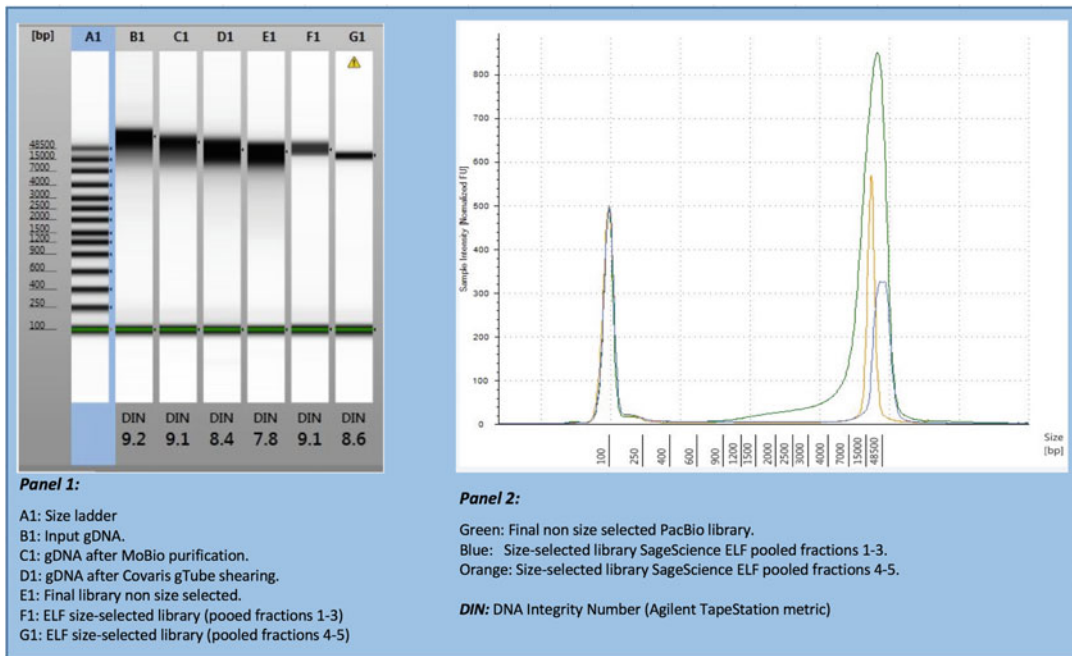 [bp] A1 B1 C1 D1 E1 F1 G1
48500
15000
7000
4000
3000
2500
2000
1500
1200
900
600
400
250
100
DIN DIN DIN DIN DIN DIN
9.2 9.1 8.4 7.8 9.1 8.6
Panel 1:
A1: Size ladder
B1: Input gDNA.
C1: gDNA after MoBio purification.
D1: gDNA after Covaris gTube shearing.
E1: Final library non size selected.
F1: ELF size-selected library (pooed fractions 1-3)
G1: ELF size-selected library (pooled fractions 4-5)
Sample Intensity [Normalized FU]
800
700
600
500
400
300
200
100
0
100 250 400 600 900 1200 1500 2000 2500 3000 4000 7000 15000 48500
Size
[bp]
Panel 2:
Green: Final non size selected PacBio library.
Blue: Size-selected library SageScience ELF pooled fractions 1-3.
Orange: Size-selected library SageScience ELF pooled fractions 4-5.
DIN: DNA Integrity Number (Agilent TapeStation metric)